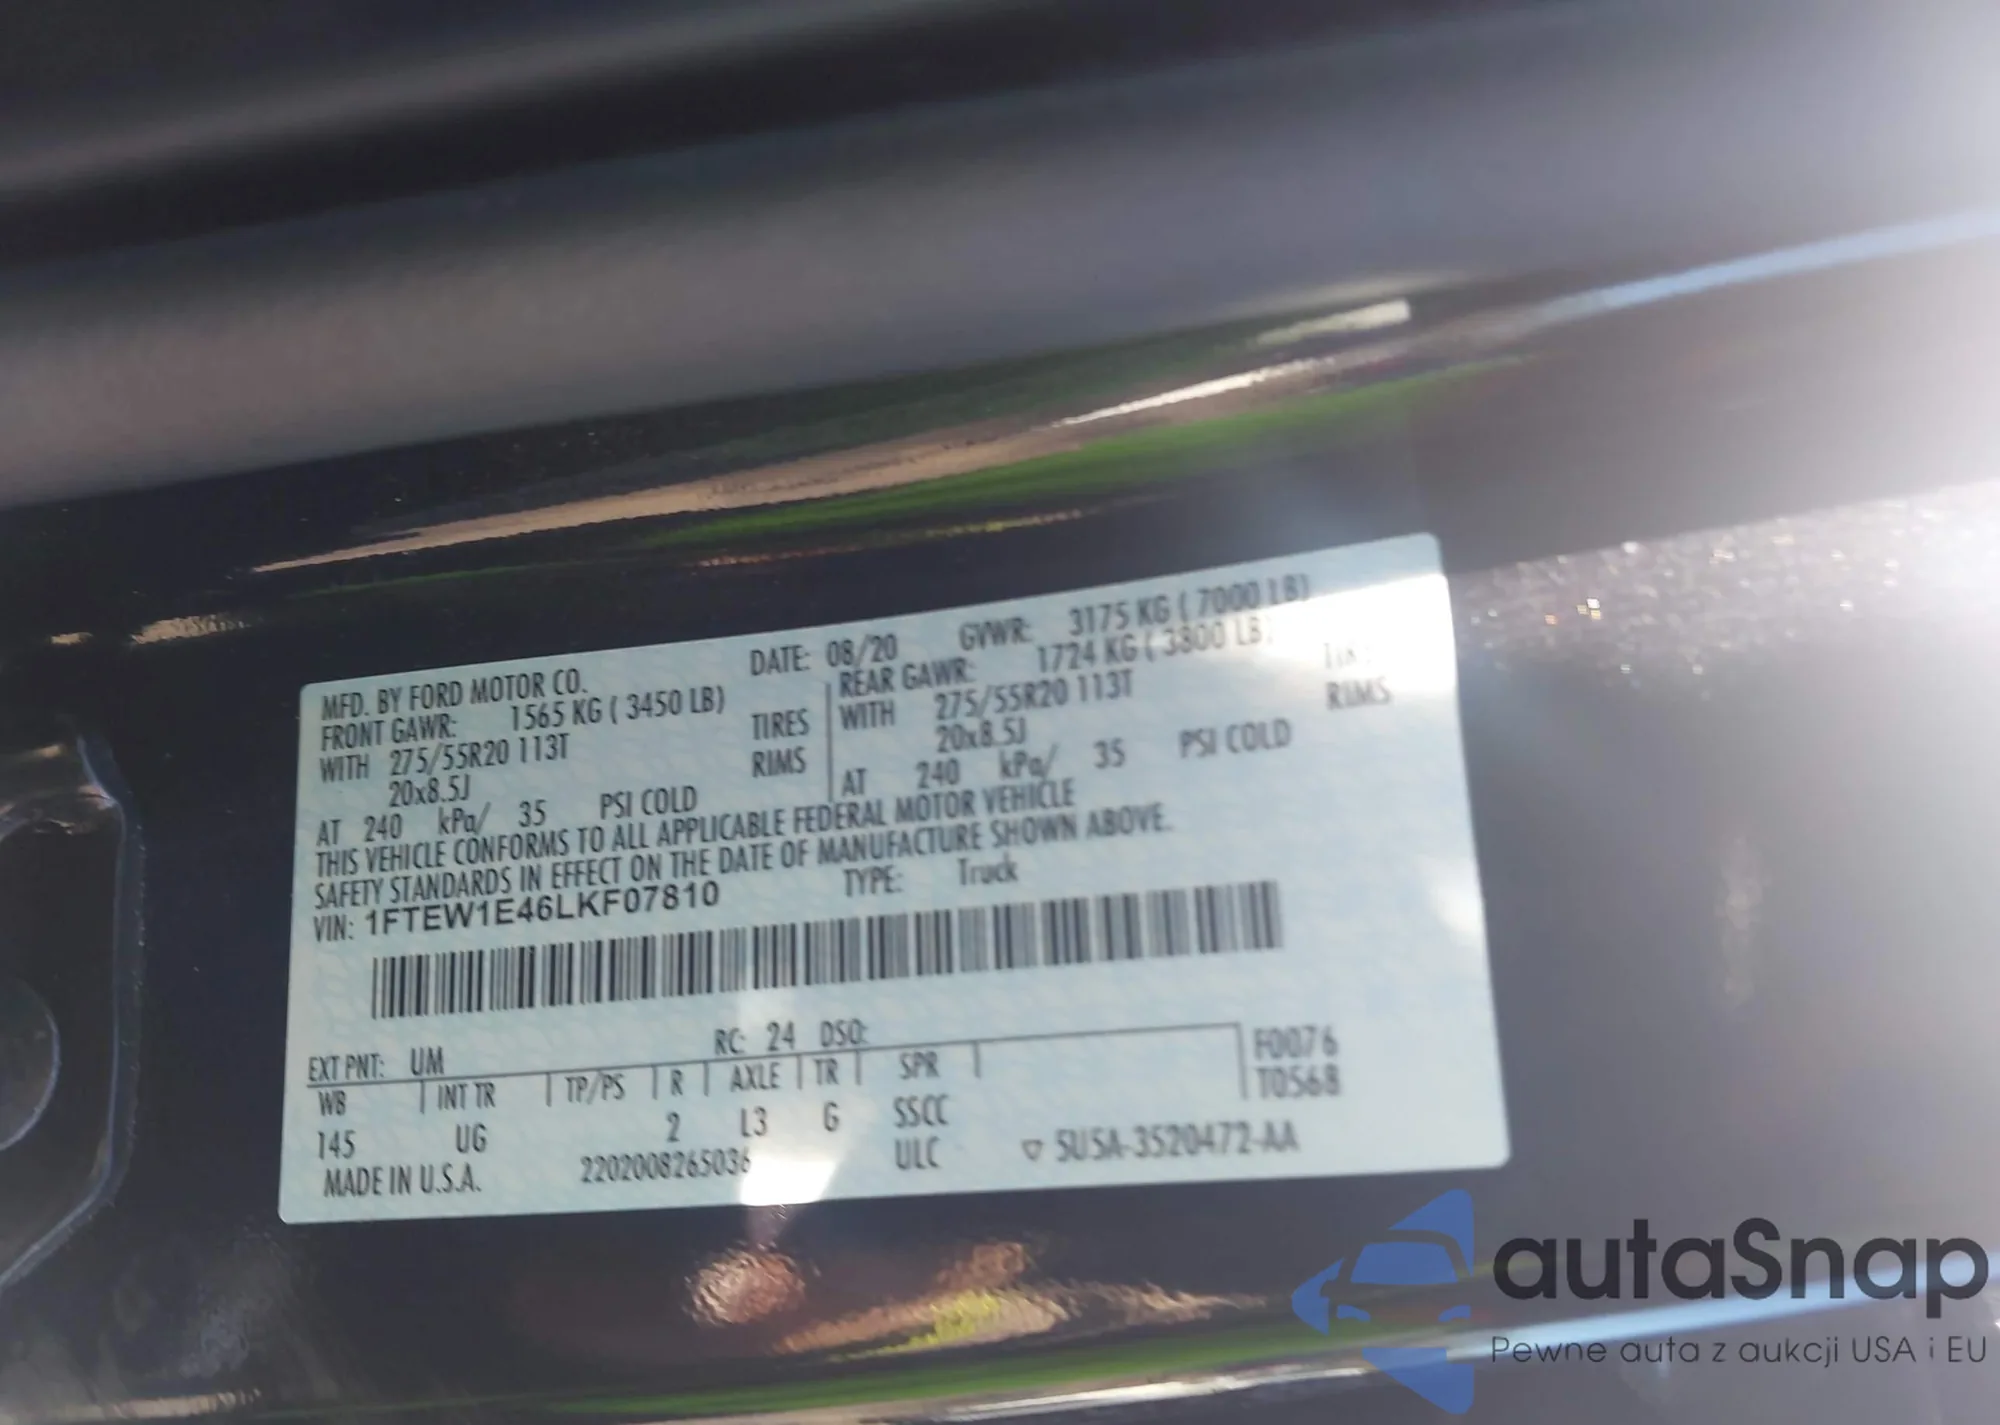 MFD. BY FORD MOTOR CO.
DATE: 08/20 GVWR: 3175 KG ( 7000 LB)
FRONT GAWR: 1565 KG ( 3450 LB)
REAR GAWR: 1724 KG ( 3800 LB)
WITH 275/55R20 113T TIRES
WITH 275/55R20 113T
20x8.5J RIMS
20x8.5J RIMS
AT 240 kPa/ 35 PSI COLD
AT 240 kPa/ 35 PSI COLD
THIS VEHICLE CONFORMS TO ALL APPLICABLE FEDERAL MOTOR VEHICLE
SAFETY STANDARDS IN EFFECT ON THE DATE OF MANUFACTURE SHOWN ABOVE.
VIN: 1FTEW1E46LKF07810 TYPE: Truck
EXT PNT: UM RC: 24 DSO: F0076
WB INT TR TP/PS R AXLE TR SPR T0568
145 UG 2 L3 G SSCC
MADE IN U.S.A. 2202008265036 ULC ▽ 5U5A-3520472-AA
autaSnap
Pewne auta z aukcji USA i EU